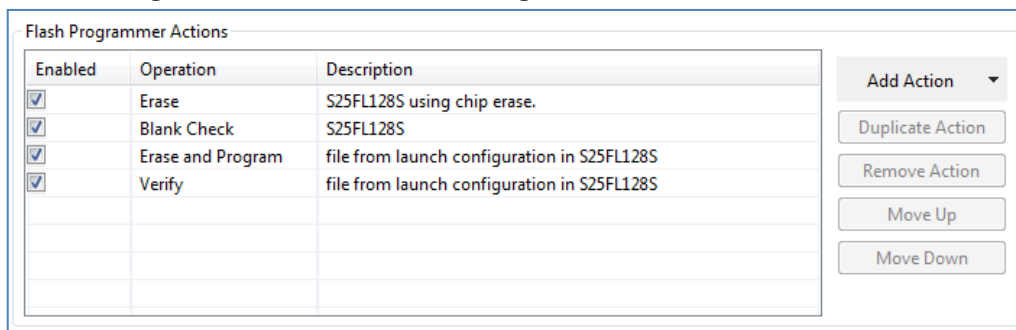 Flash Programmer Actions
Enabled Operation Description
Erase S25FL128S using chip erase.
Blank Check S25FL128S
Erase and Program file from launch configuration in S25FL128S
Verify file from launch configuration in S25FL128S
Add Action
Duplicate Action
Remove Action
Move Up
Move Down